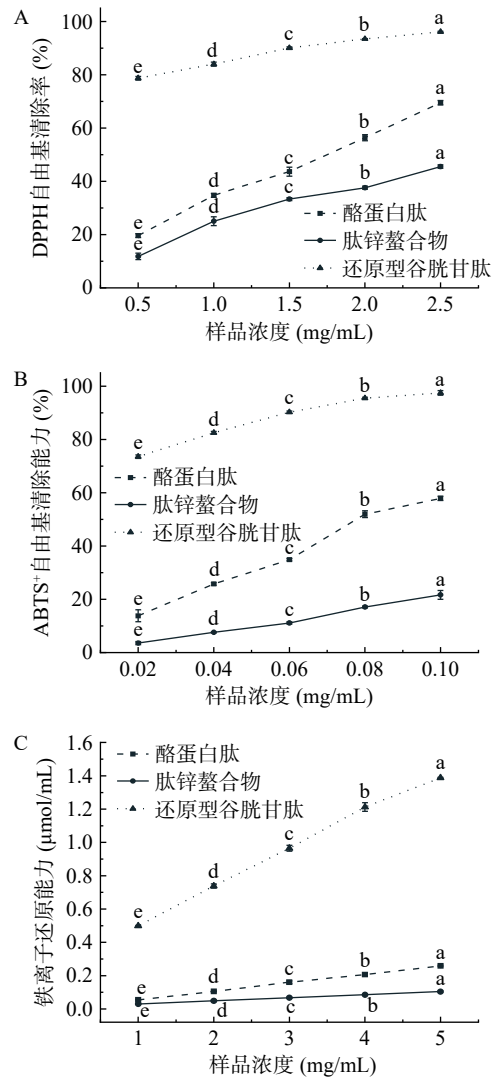 A
DPPH自由基清除率 (%)
100
80
60
40
20
0
e
d
c
b
a
e
d
c
b
a
e
d
c
b
a
酪蛋白肽
肽锌螯合物
还原型谷胱甘肽
0.5 1.0 1.5 2.0 2.5
样品浓度 (mg/mL)
B
ABTS⁺自由基清除能力 (%)
100
80
60
40
20
0
e
d
c
b
a
酪蛋白肽
肽锌螯合物
还原型谷胱甘肽
e
d
c
b
a
e
d
c
b
a
0.02 0.04 0.06 0.08 0.10
样品浓度 (mg/mL)
C
铁离子还原能力 (μmol/mL)
1.6
1.4
1.2
1.0
0.8
0.6
0.4
0.2
0.0
酪蛋白肽
肽锌螯合物
还原型谷胱甘肽
e
d
c
b
a
e
d
c
b
a
e
d
c
b
a
1 2 3 4 5
样品浓度 (mg/mL)